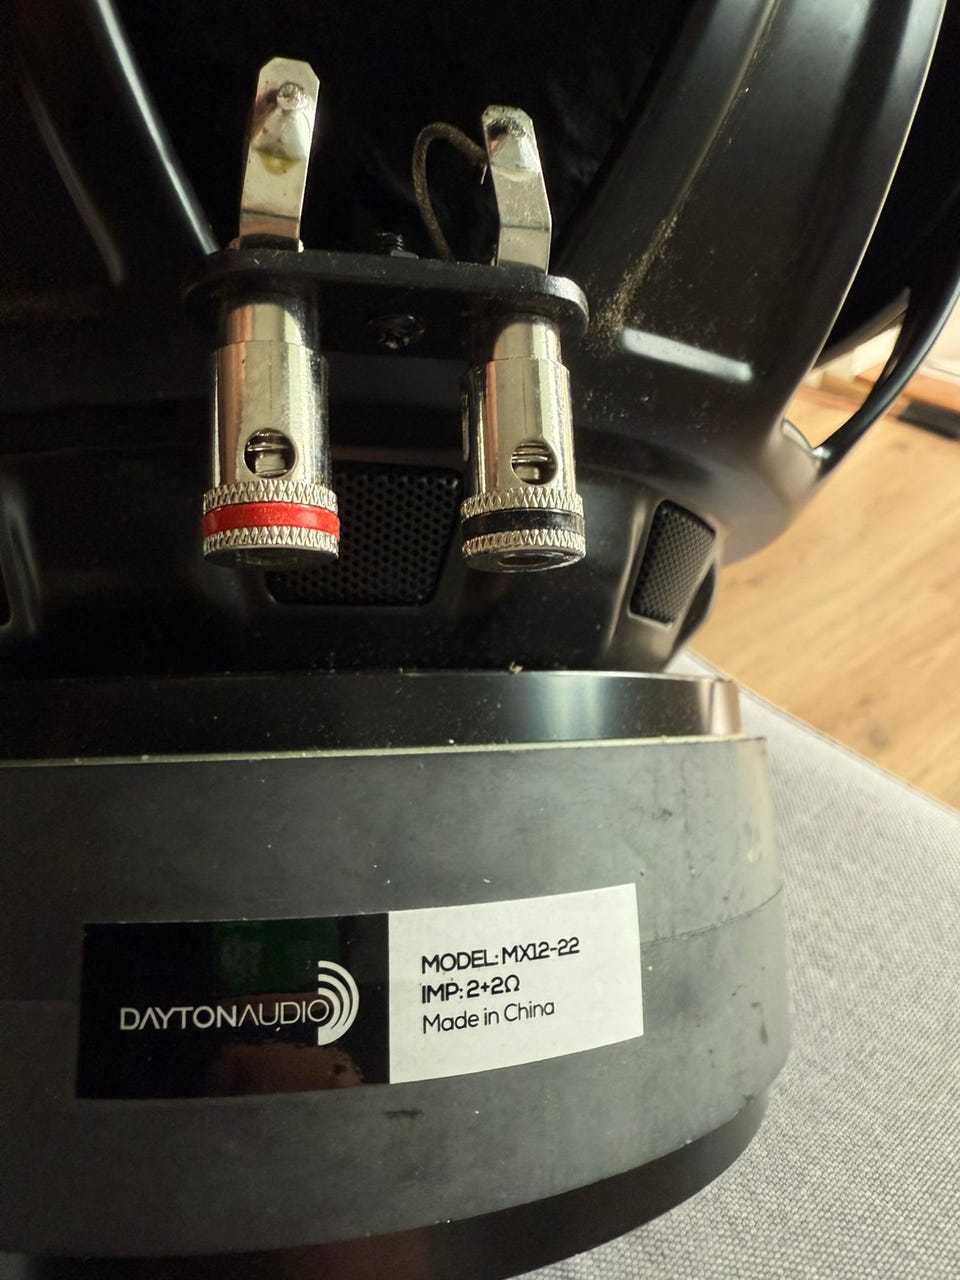 DAYTONAUDIO
MODEL: MX12-22
IMP: 2+2Ω
Made in China